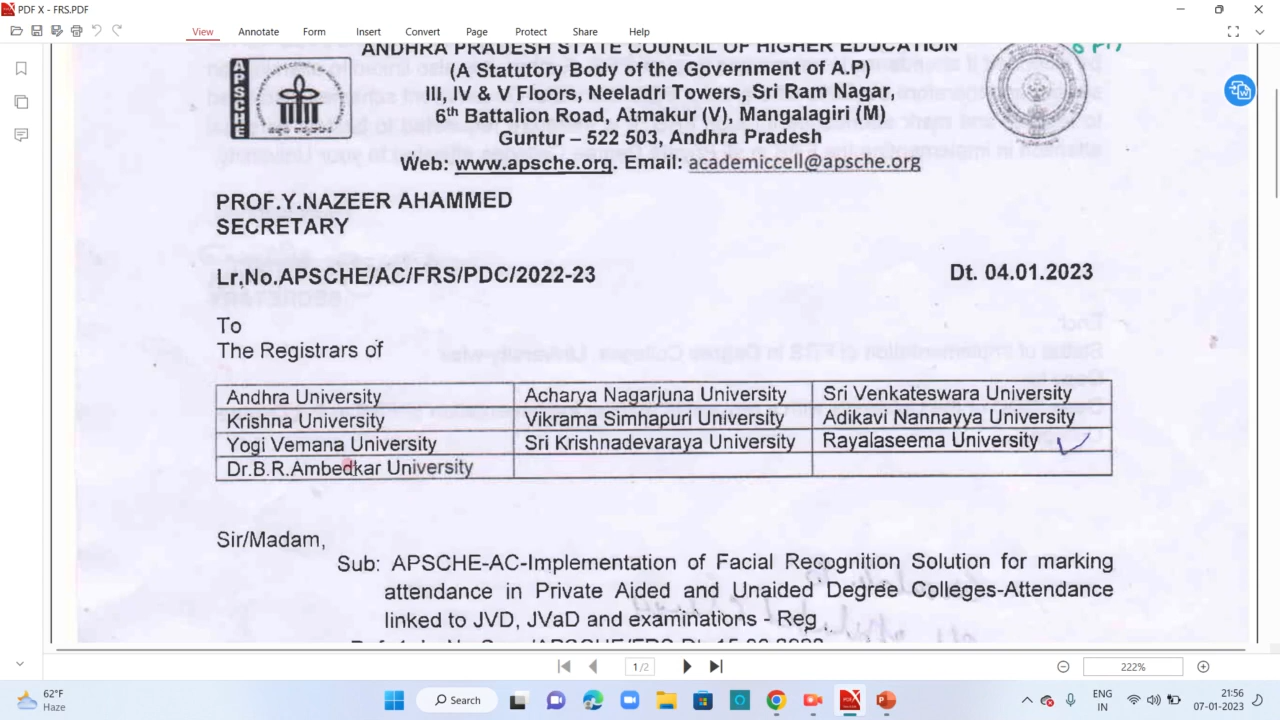 PDF X - FRS.PDF
View Annotate Form Insert Convert Page Protect Share Help
ANDHRA PRADESH STATE COUNCIL OF HIGHER EDUCATION
(A Statutory Body of the Government of A.P)
III, IV & V Floors, Neeladri Towers, Sri Ram Nagar,
6th Battalion Road, Atmakur (V), Mangalagiri (M)
Guntur – 522 503, Andhra Pradesh
Web: www.apsche.org. Email: academiccell@apsche.org
APSCHE
PROF.Y.NAZEER AHAMMED
SECRETARY
Lr.No.APSCHE/AC/FRS/PDC/2022-23 Dt. 04.01.2023
To
The Registrars of
Andhra University Acharya Nagarjuna University Sri Venkateswara University
Krishna University Vikrama Simhapuri University Adikavi Nannayya University
Yogi Vemana University Sri Krishnadevaraya University Rayalaseema University
Dr.B.R.Ambedkar University
Sir/Madam,
Sub: APSCHE-AC-Implementation of Facial Recognition Solution for marking
attendance in Private Aided and Unaided Degree Colleges-Attendance
linked to JVD, JVaD and examinations - Reg ..
1/2
222%
62°F
Haze
Search
ENG
IN
21:56
07-01-2023